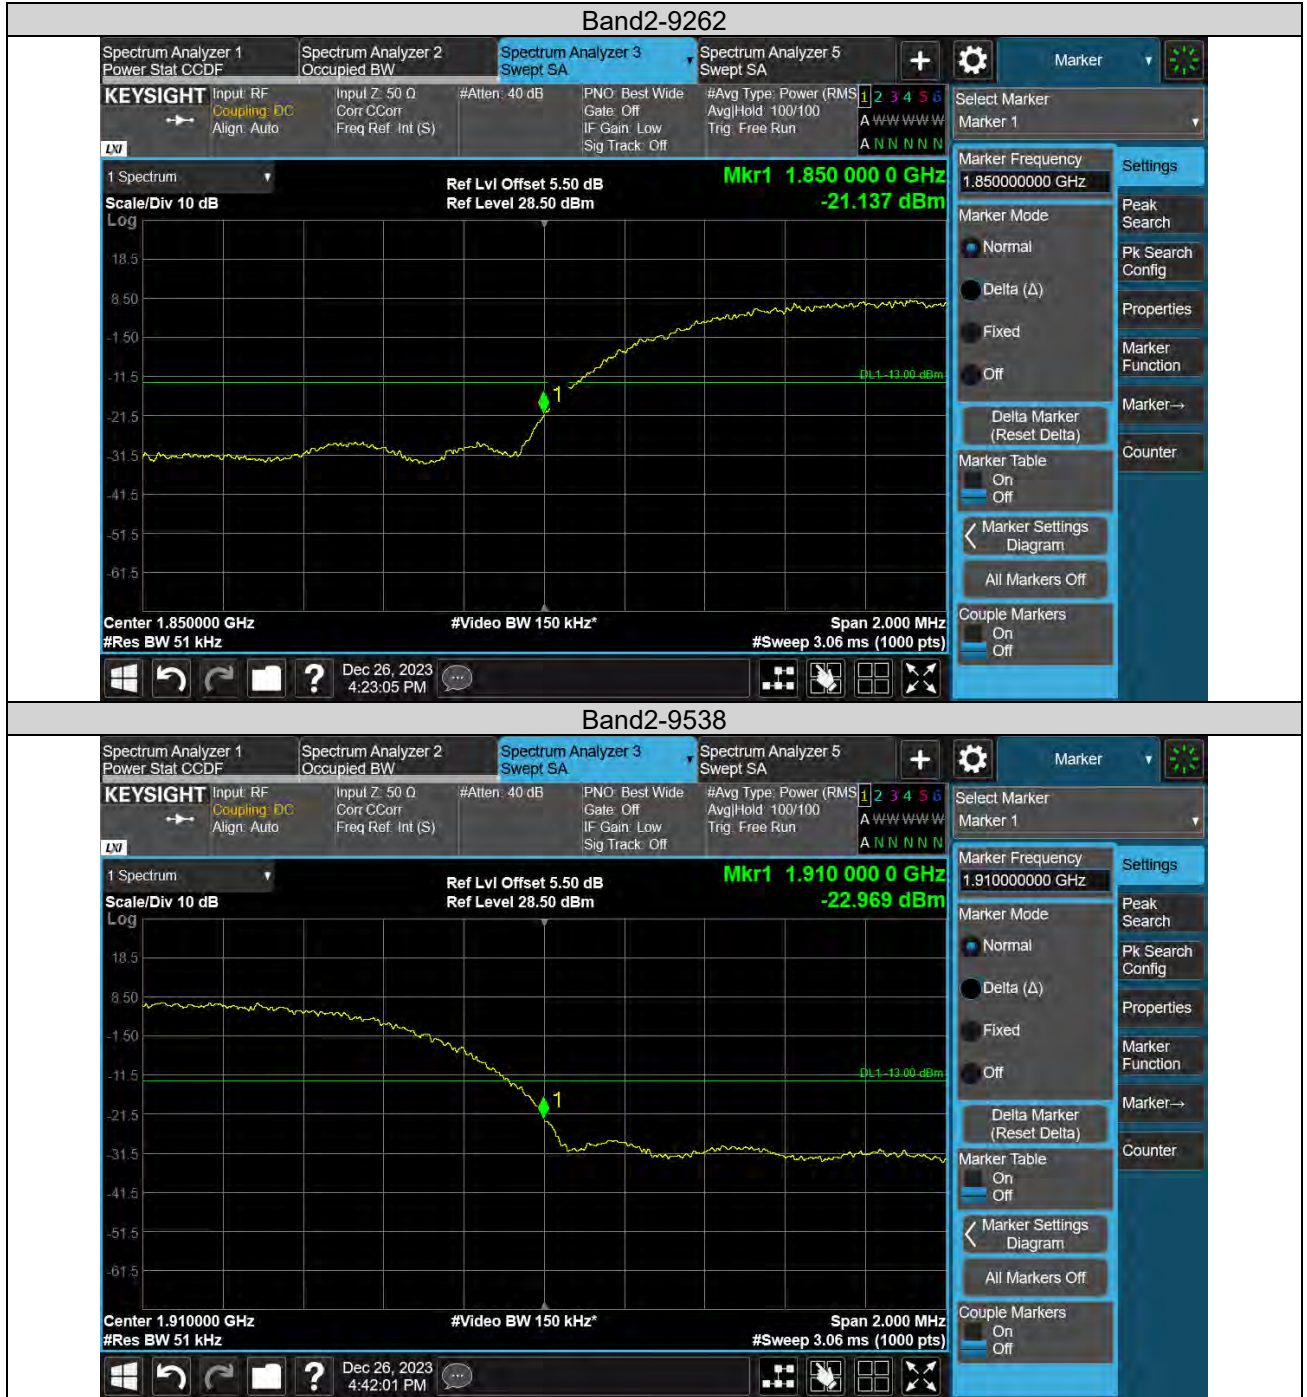 Band2-9262
Spectrum Analyzer 1
Power Stat CCDF
Spectrum Analyzer 2
Occupied BW
Spectrum Analyzer 3
Swept SA
Spectrum Analyzer 5
Swept SA
+
Marker
KEYSIGHT
LXI
Input: RF
Coupling: DC
Align: Auto
Input Z: 50 Ω
Corr CCorr
Freq Ref: Int (S)
#Atten: 40 dB
PNO: Best Wide
Gate: Off
IF Gain: Low
Sig Track: Off
#Avg Type: Power (RMS
Avg|Hold: 100/100
Trig: Free Run
1 2 3 4 5 6
A W W W W W
A N N N N N
Select Marker
Marker 1
1 Spectrum
Scale/Div 10 dB
Ref Lvl Offset 5.50 dB
Ref Level 28.50 dBm
Mkr1 1.850 000 0 GHz
-21.137 dBm
Log
18.5
8.50
-1.50
-11.5
-21.5
-31.5
-41.5
-51.5
-61.5
DL1 -13.00 dBm
1
Center 1.850000 GHz
#Res BW 51 kHz
#Video BW 150 kHz*
Span 2.000 MHz
#Sweep 3.06 ms (1000 pts)
Marker Frequency
1.850000000 GHz
Marker Mode
Normal
Delta (Δ)
Fixed
Off
Delta Marker
(Reset Delta)
Marker Table
On
Off
Marker Settings
Diagram
All Markers Off
Couple Markers
On
Off
Settings
Peak
Search
Pk Search
Config
Properties
Marker
Function
Marker→
Counter
?
Dec 26, 2023
4:23:05 PM
Band2-9538
Spectrum Analyzer 1
Power Stat CCDF
Spectrum Analyzer 2
Occupied BW
Spectrum Analyzer 3
Swept SA
Spectrum Analyzer 5
Swept SA
+
Marker
KEYSIGHT
LXI
Input: RF
Coupling: DC
Align: Auto
Input Z: 50 Ω
Corr CCorr
Freq Ref: Int (S)
#Atten: 40 dB
PNO: Best Wide
Gate: Off
IF Gain: Low
Sig Track: Off
#Avg Type: Power (RMS
Avg|Hold: 100/100
Trig: Free Run
1 2 3 4 5 6
A W W W W W
A N N N N N
Select Marker
Marker 1
1 Spectrum
Scale/Div 10 dB
Ref Lvl Offset 5.50 dB
Ref Level 28.50 dBm
Mkr1 1.910 000 0 GHz
-22.969 dBm
Log
18.5
8.50
-1.50
-11.5
-21.5
-31.5
-41.5
-51.5
-61.5
DL1 -13.00 dBm
1
Center 1.910000 GHz
#Res BW 51 kHz
#Video BW 150 kHz*
Span 2.000 MHz
#Sweep 3.06 ms (1000 pts)
Marker Frequency
1.910000000 GHz
Marker Mode
Normal
Delta (Δ)
Fixed
Off
Delta Marker
(Reset Delta)
Marker Table
On
Off
Marker Settings
Diagram
All Markers Off
Couple Markers
On
Off
Settings
Peak
Search
Pk Search
Config
Properties
Marker
Function
Marker→
Counter
?
Dec 26, 2023
4:42:01 PM